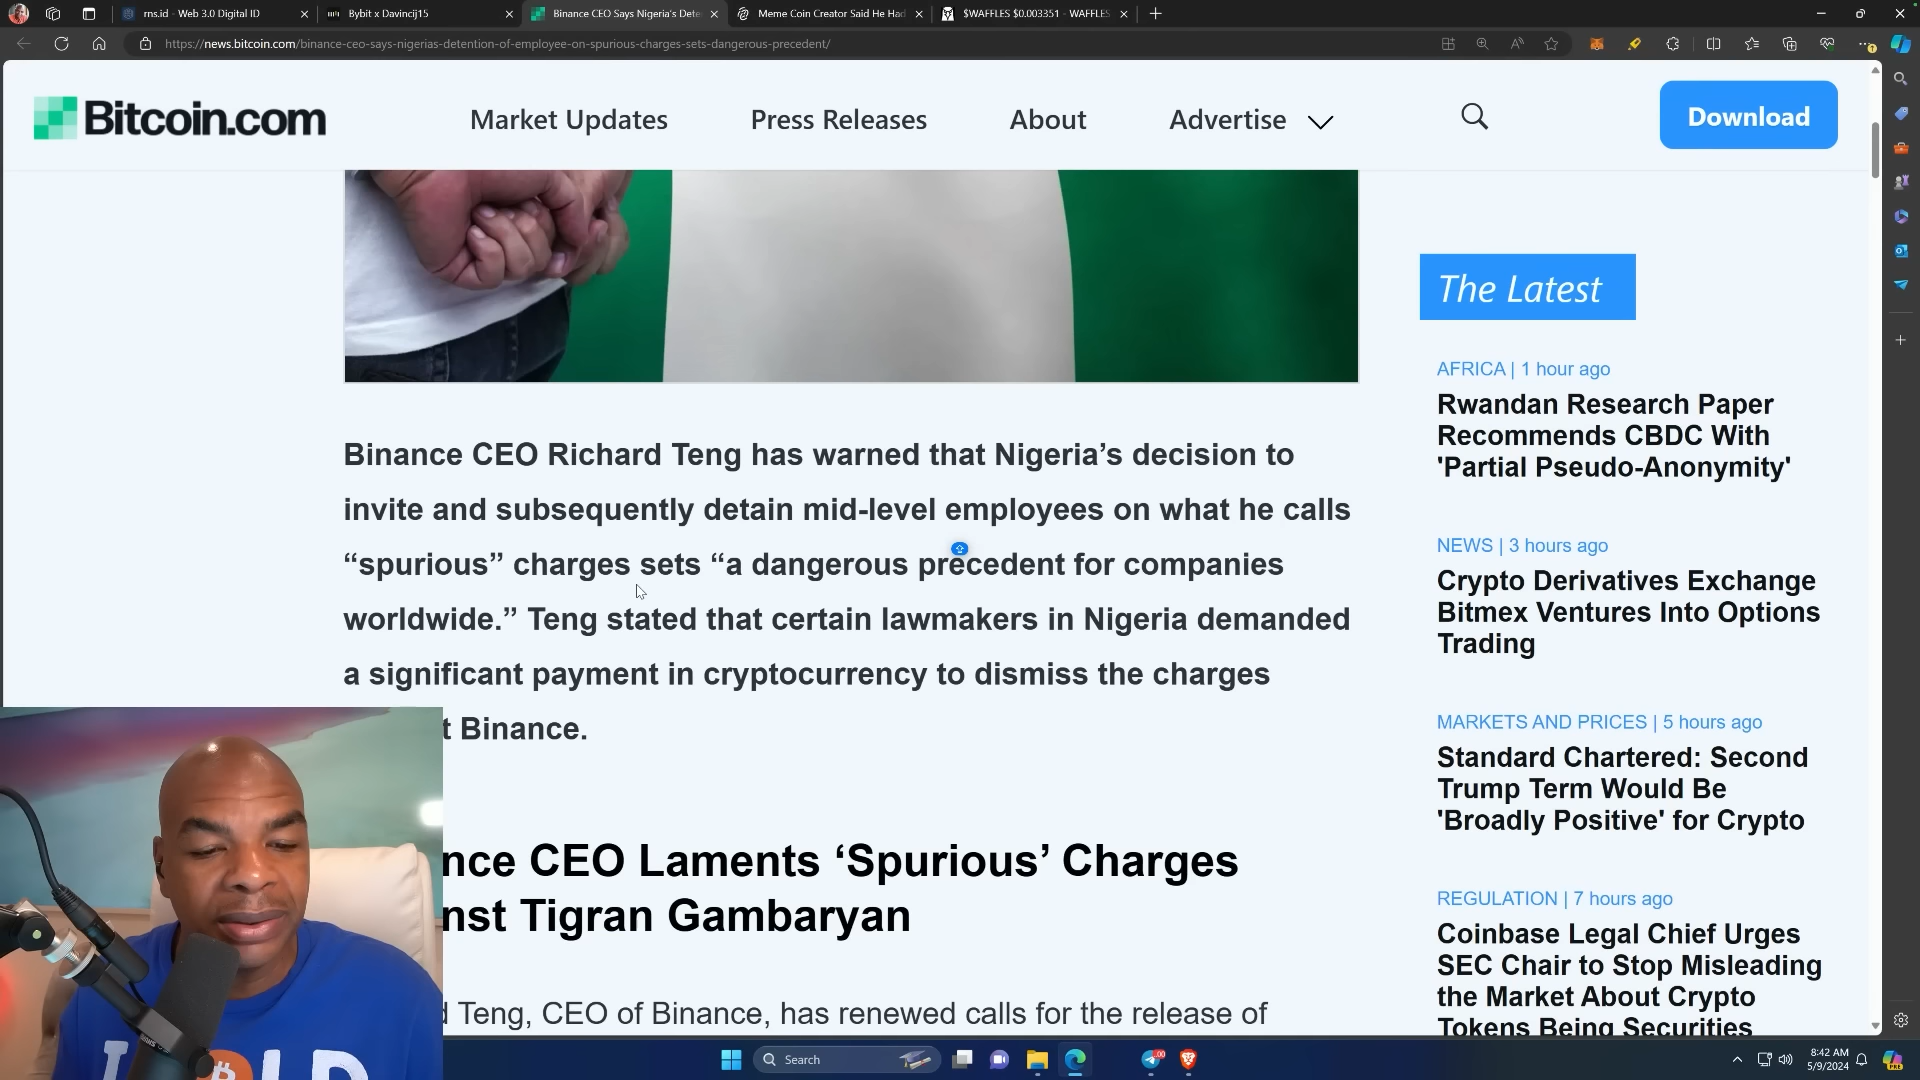 rns.id - Web 3.0 Digital ID
Bybit x Davincij15
Binance CEO Says Nigeria's Dete
Meme Coin Creator Said He Had
$WAFFLES $0.003351 - WAFFLES
https://news.bitcoin.com/binance-ceo-says-nigerias-detention-of-employee-on-spurious-charges-sets-dangerous-precedent/
Bitcoin.com
Market Updates
Press Releases
About
Advertise
Download
Binance CEO Richard Teng has warned that Nigeria’s decision to
invite and subsequently detain mid-level employees on what he calls
“spurious” charges sets “a dangerous precedent for companies
worldwide.” Teng stated that certain lawmakers in Nigeria demanded
a significant payment in cryptocurrency to dismiss the charges
t Binance.
nce CEO Laments ‘Spurious’ Charges
nst Tigran Gambaryan
d Teng, CEO of Binance, has renewed calls for the release of
The Latest
AFRICA | 1 hour ago
Rwandan Research Paper
Recommends CBDC With
'Partial Pseudo-Anonymity'
NEWS | 3 hours ago
Crypto Derivatives Exchange
Bitmex Ventures Into Options
Trading
MARKETS AND PRICES | 5 hours ago
Standard Chartered: Second
Trump Term Would Be
'Broadly Positive' for Crypto
REGULATION | 7 hours ago
Coinbase Legal Chief Urges
SEC Chair to Stop Misleading
the Market About Crypto
Tokens Being Securities
Search
8:42 AM
5/9/2024